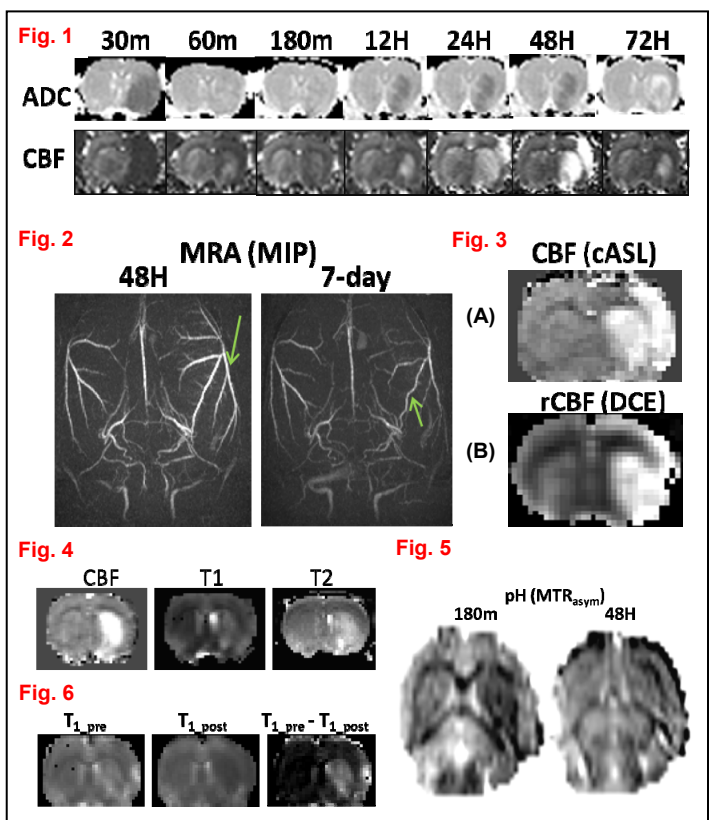 Fig. 1
30m 60m 180m 12H 24H 48H 72H
ADC
CBF
Fig. 2
MRA (MIP)
48H 7-day
Fig. 3
CBF (cASL)
(A)
rCBF (DCE)
(B)
Fig. 4
CBF T1 T2
Fig. 5
pH (MTRasym)
180m 48H
Fig. 6
T1_pre T1_post T1_pre - T1_post